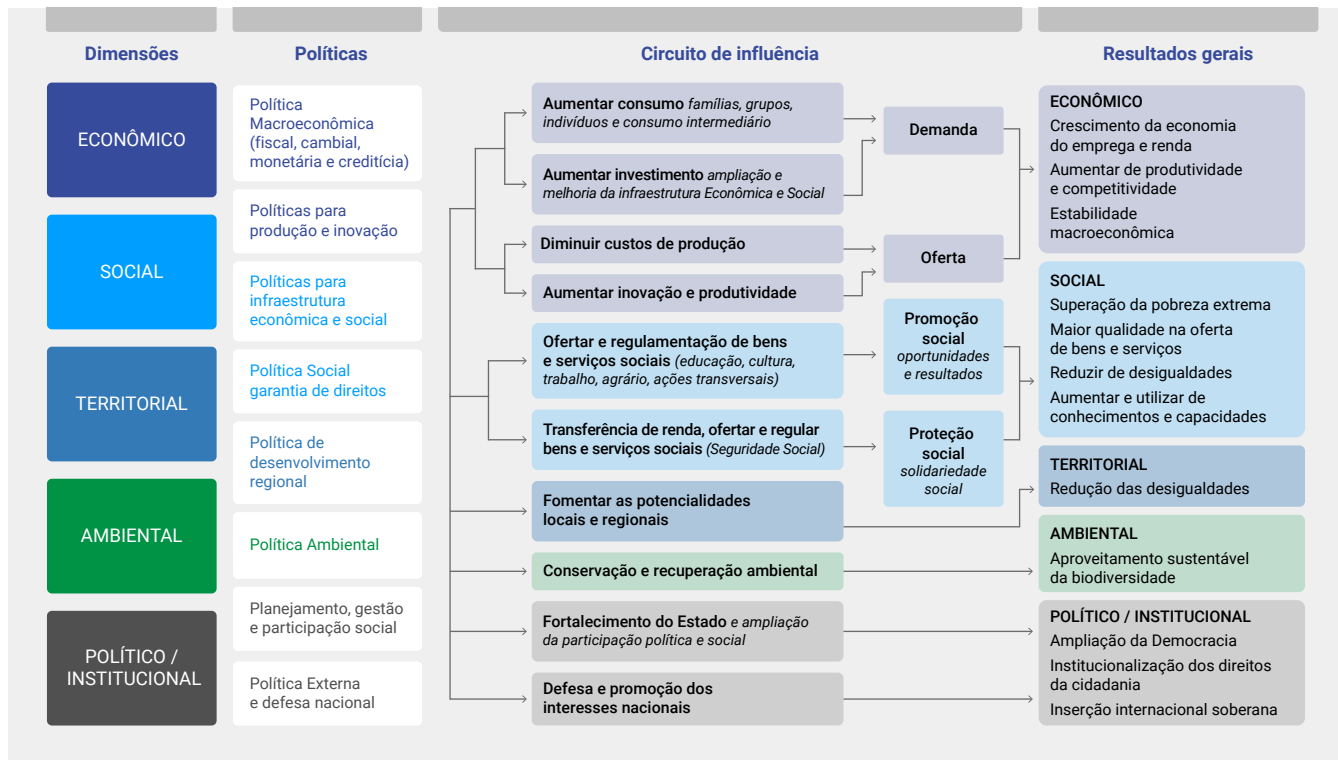 Dimensões
Políticas
Circuito de influência
Resultados gerais
ECONÔMICO
SOCIAL
TERRITORIAL
AMBIENTAL
POLÍTICO /
INSTITUCIONAL
Política
Macroeconômica
(fiscal, cambial,
monetária e creditícia)
Políticas para
produção e inovação
Políticas para
infraestrutura
econômica e social
Política Social
garantia de direitos
Política de
desenvolvimento
regional
Política Ambiental
Planejamento, gestão
e participação social
Política Externa
e defesa nacional
Aumentar consumo famílias, grupos,
indivíduos e consumo intermediário
Aumentar investimento ampliação e
melhoria da infraestrutura Econômica e Social
Diminuir custos de produção
Aumentar inovação e produtividade
Ofertar e regulamentação de bens
e serviços sociais (educação, cultura,
trabalho, agrário, ações transversais)
Transferência de renda, ofertar e regular
bens e serviços sociais (Seguridade Social)
Fomentar as potencialidades
locais e regionais
Conservação e recuperação ambiental
Fortalecimento do Estado e ampliação
da participação política e social
Defesa e promoção dos
interesses nacionais
Demanda
Oferta
Promoção
social
oportunidades
e resultados
Proteção
social
solidariedade
social
ECONÔMICO
Crescimento da economia
do emprega e renda
Aumentar de produtividade
e competitividade
Estabilidade
macroeconômica
SOCIAL
Superação da pobreza extrema
Maior qualidade na oferta
de bens e serviços
Reduzir de desigualdades
Aumentar e utilizar de
conhecimentos e capacidades
TERRITORIAL
Redução das desigualdades
AMBIENTAL
Aproveitamento sustentável
da biodiversidade
POLÍTICO / INSTITUCIONAL
Ampliação da Democracia
Institucionalização dos direitos
da cidadania
Inserção internacional soberana